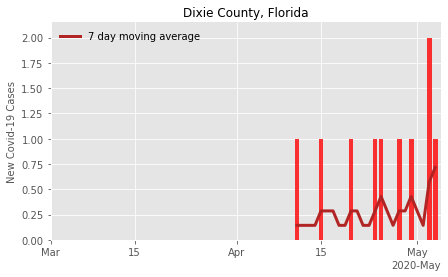 Dixie County, Florida
7 day moving average
New Covid-19 Cases
2.00
1.75
1.50
1.25
1.00
0.75
0.50
0.25
0.00
Mar 15 Apr 15 May
2020-May